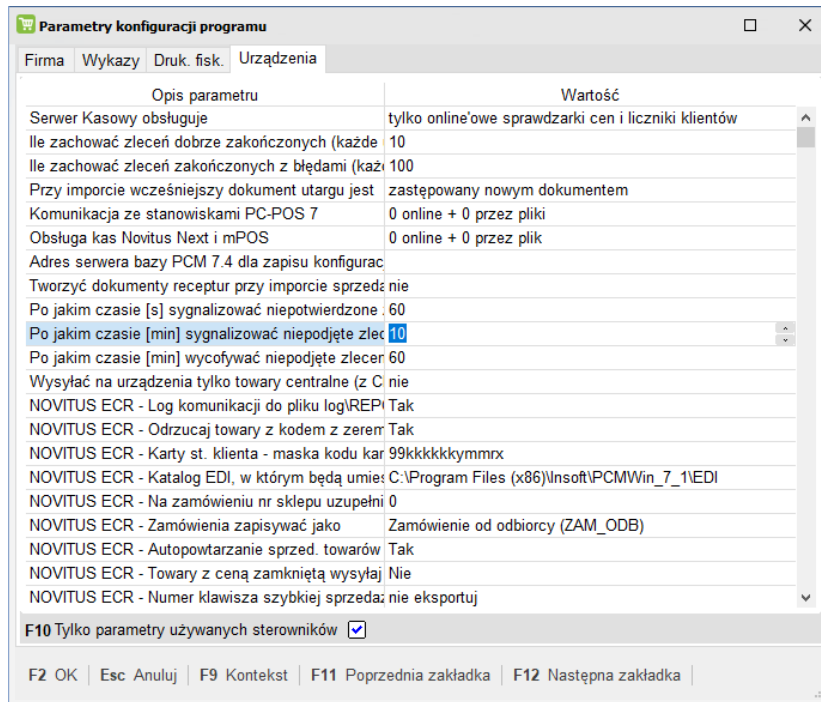 Parametry konfiguracji programu
Firma Wykazy Druk. fisk. Urządzenia
Opis parametru Wartość
Serwer Kasowy obsługuje tylko online'owe sprawdzarki cen i liczniki klientów
Ile zachować zleceń dobrze zakończonych (każde 10
Ile zachować zleceń zakończonych z błędami (każ 100
Przy imporcie wcześniejszy dokument utargu jest zastępowany nowym dokumentem
Komunikacja ze stanowiskami PC-POS 7 0 online + 0 przez pliki
Obsługa kas Novitus Next i mPOS 0 online + 0 przez plik
Adres serwera bazy PCM 7.4 dla zapisu konfigurac
Tworzyć dokumenty receptur przy imporcie sprzeda nie
Po jakim czasie [s] sygnalizować niepotwierdzone 60
Po jakim czasie [min] sygnalizować niepodjęte zlec 10
Po jakim czasie [min] wycofywać niepodjęte zlecen 60
Wysyłać na urządzenia tylko towary centralne (z C nie
NOVITUS ECR - Log komunikacji do pliku log\REP Tak
NOVITUS ECR - Odrzucaj towary z kodem z zerem Tak
NOVITUS ECR - Karty st. klienta - maska kodu kar 99kkkkkkymmrx
NOVITUS ECR - Katalog EDI, w którym będą umies C:\Program Files (x86)\Insoft\PCMWin_7_1\EDI
NOVITUS ECR - Na zamówieniu nr sklepu uzupełni 0
NOVITUS ECR - Zamówienia zapisywać jako Zamówienie od odbiorcy (ZAM_ODB)
NOVITUS ECR - Autopowtarzanie sprzed. towarów Tak
NOVITUS ECR - Towary z ceną zamkniętą wysyłaj Nie
NOVITUS ECR - Numer klawisza szybkiej sprzedaż nie eksportuj
F10 Tylko parametry używanych sterowników
F2 OK Esc Anuluj F9 Kontekst F11 Poprzednia zakładka F12 Następna zakładka